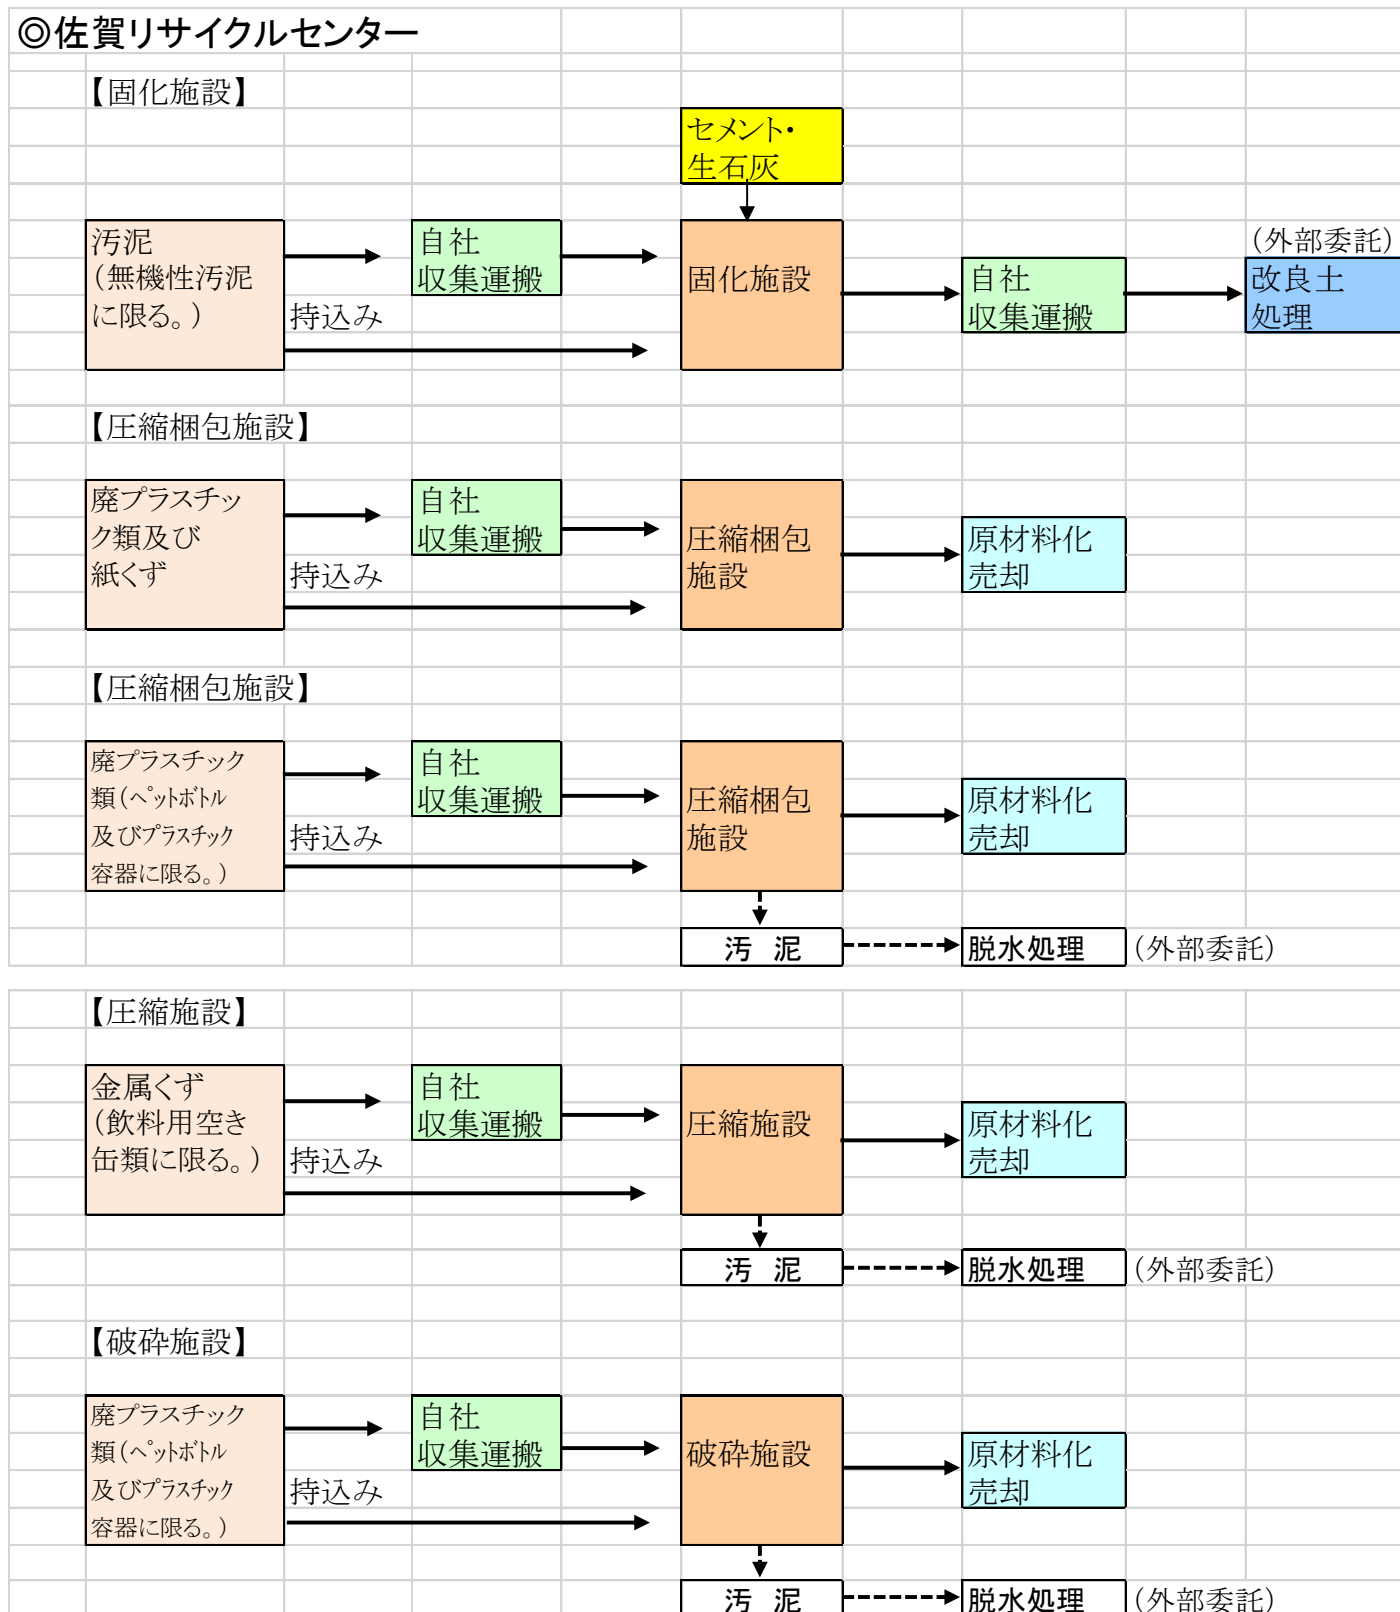 ◎佐賀リサイクルセンター
【固化施設】
セメント・
生石灰
汚泥
（無機性汚泥
に限る。）
自社
収集運搬
持込み
固化施設
自社
収集運搬
（外部委託）
改良土
処理
【圧縮梱包施設】
廃プラスチッ
ク類及び
紙くず
自社
収集運搬
持込み
圧縮梱包
施設
原材料化
売却
【圧縮梱包施設】
廃プラスチック
類（ペットボトル
及びプラスチック
容器に限る。）
自社
収集運搬
持込み
圧縮梱包
施設
原材料化
売却
汚　泥
脱水処理
（外部委託）
【圧縮施設】
金属くず
（飲料用空き
缶類に限る。）
自社
収集運搬
持込み
圧縮施設
原材料化
売却
汚　泥
脱水処理
（外部委託）
【破砕施設】
廃プラスチック
類（ペットボトル
及びプラスチック
容器に限る。）
自社
収集運搬
持込み
破砕施設
原材料化
売却
汚　泥
脱水処理
（外部委託）